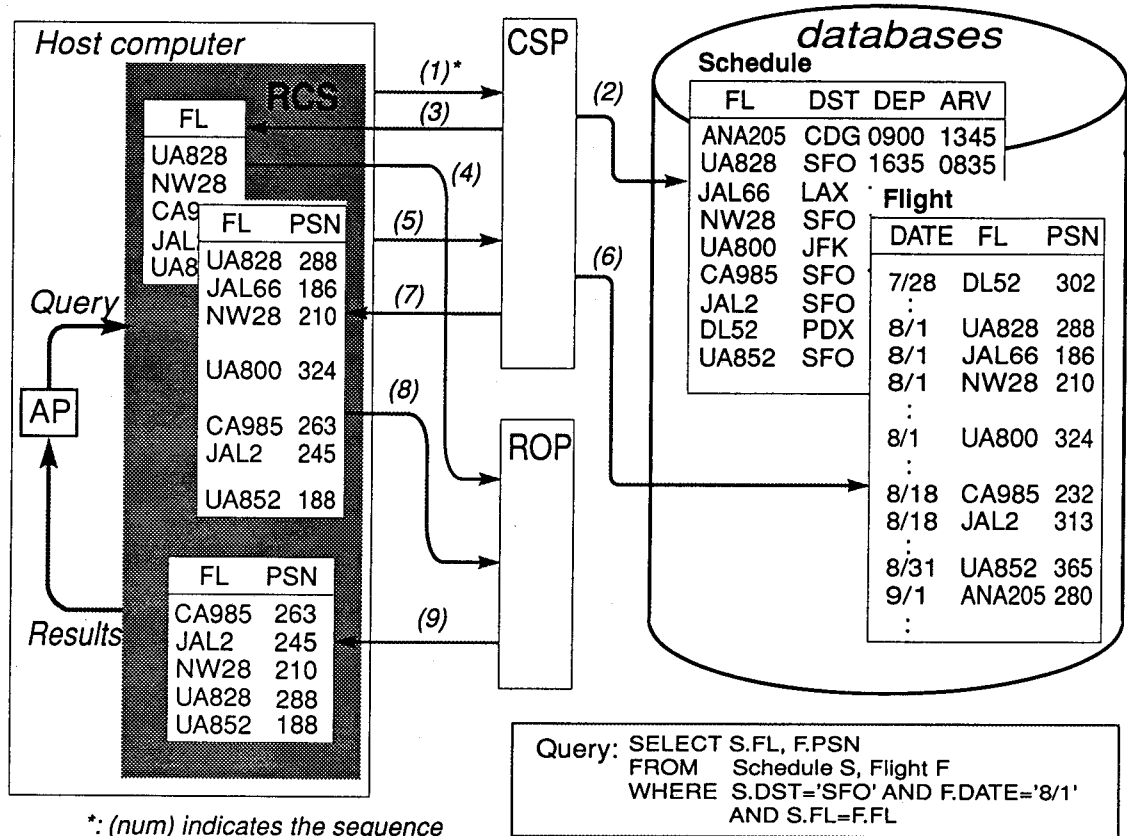 Host computer
RCS
FL
UA828
NW28
CA9
JAL
UA8
FL PSN
UA828 288
JAL66 186
NW28 210
UA800 324
CA985 263
JAL2 245
UA852 188
Query
AP
Results
FL PSN
CA985 263
JAL2 245
NW28 210
UA828 288
UA852 188
(1)*
(3)
(4)
(5)
(7)
(8)
(9)
CSP
ROP
(2)
(6)
databases
Schedule
FL DST DEP ARV
ANA205 CDG 0900 1345
UA828 SFO 1635 0835
JAL66 LAX
NW28 SFO
UA800 JFK
CA985 SFO
JAL2 SFO
DL52 PDX
UA852 SFO
Flight
DATE FL PSN
7/28 DL52 302
:
8/1 UA828 288
8/1 JAL66 186
8/1 NW28 210
:
8/1 UA800 324
:
8/18 CA985 232
8/18 JAL2 313
:
8/31 UA852 365
9/1 ANA205 280
:
Query: SELECT S.FL, F.PSN
FROM Schedule S, Flight F
WHERE S.DST='SFO' AND F.DATE='8/1'
AND S.FL=F.FL
*: (num) indicates the sequence